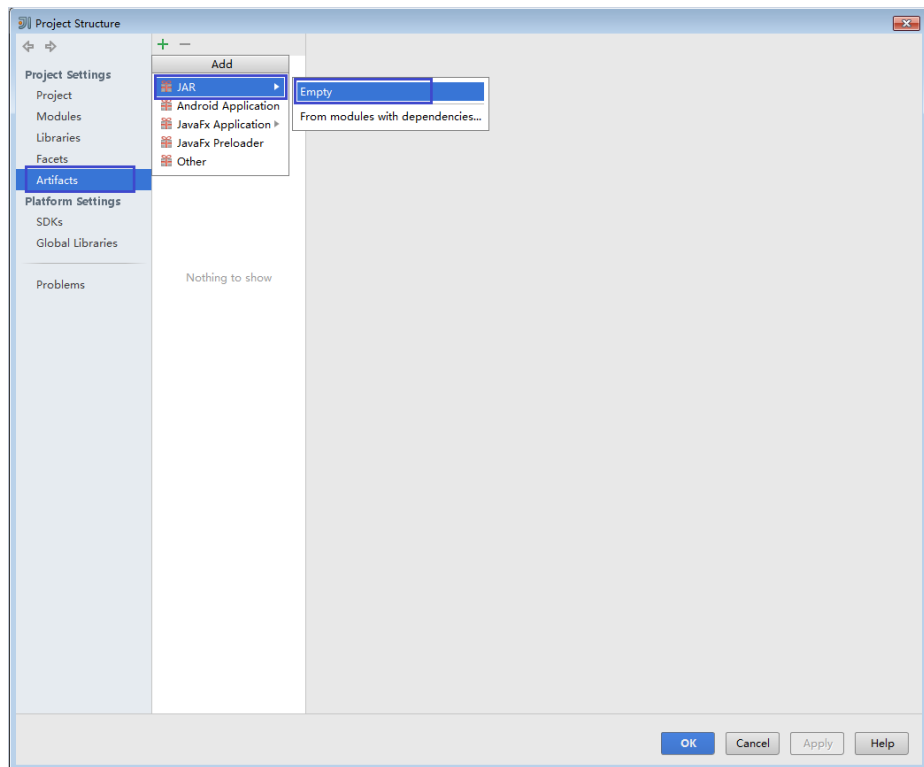 Project Structure
Project Settings
Project
Modules
Libraries
Facets
Artifacts
Platform Settings
SDKs
Global Libraries
Problems
Add
JAR
Android Application
JavaFx Application
JavaFx Preloader
Other
Empty
From modules with dependencies...
Nothing to show
OK
Cancel
Apply
Help